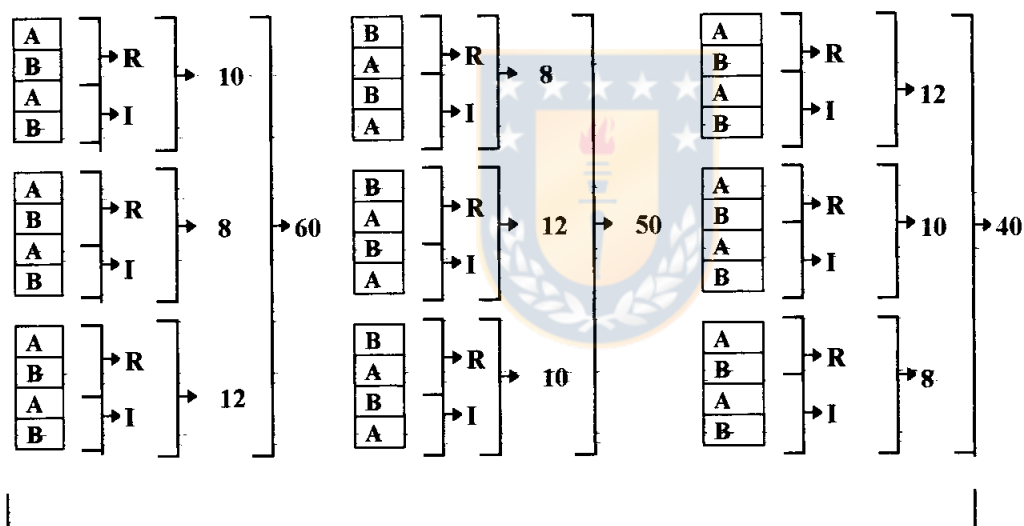 A B A B R I 10
B A B A R I 8
A B A B R I 12
A B A B R I 8 60
B A B A R I 12 50
A B A B R I 10 40
A B A B R I 12
B A B A R I 10
A B A B R I 8